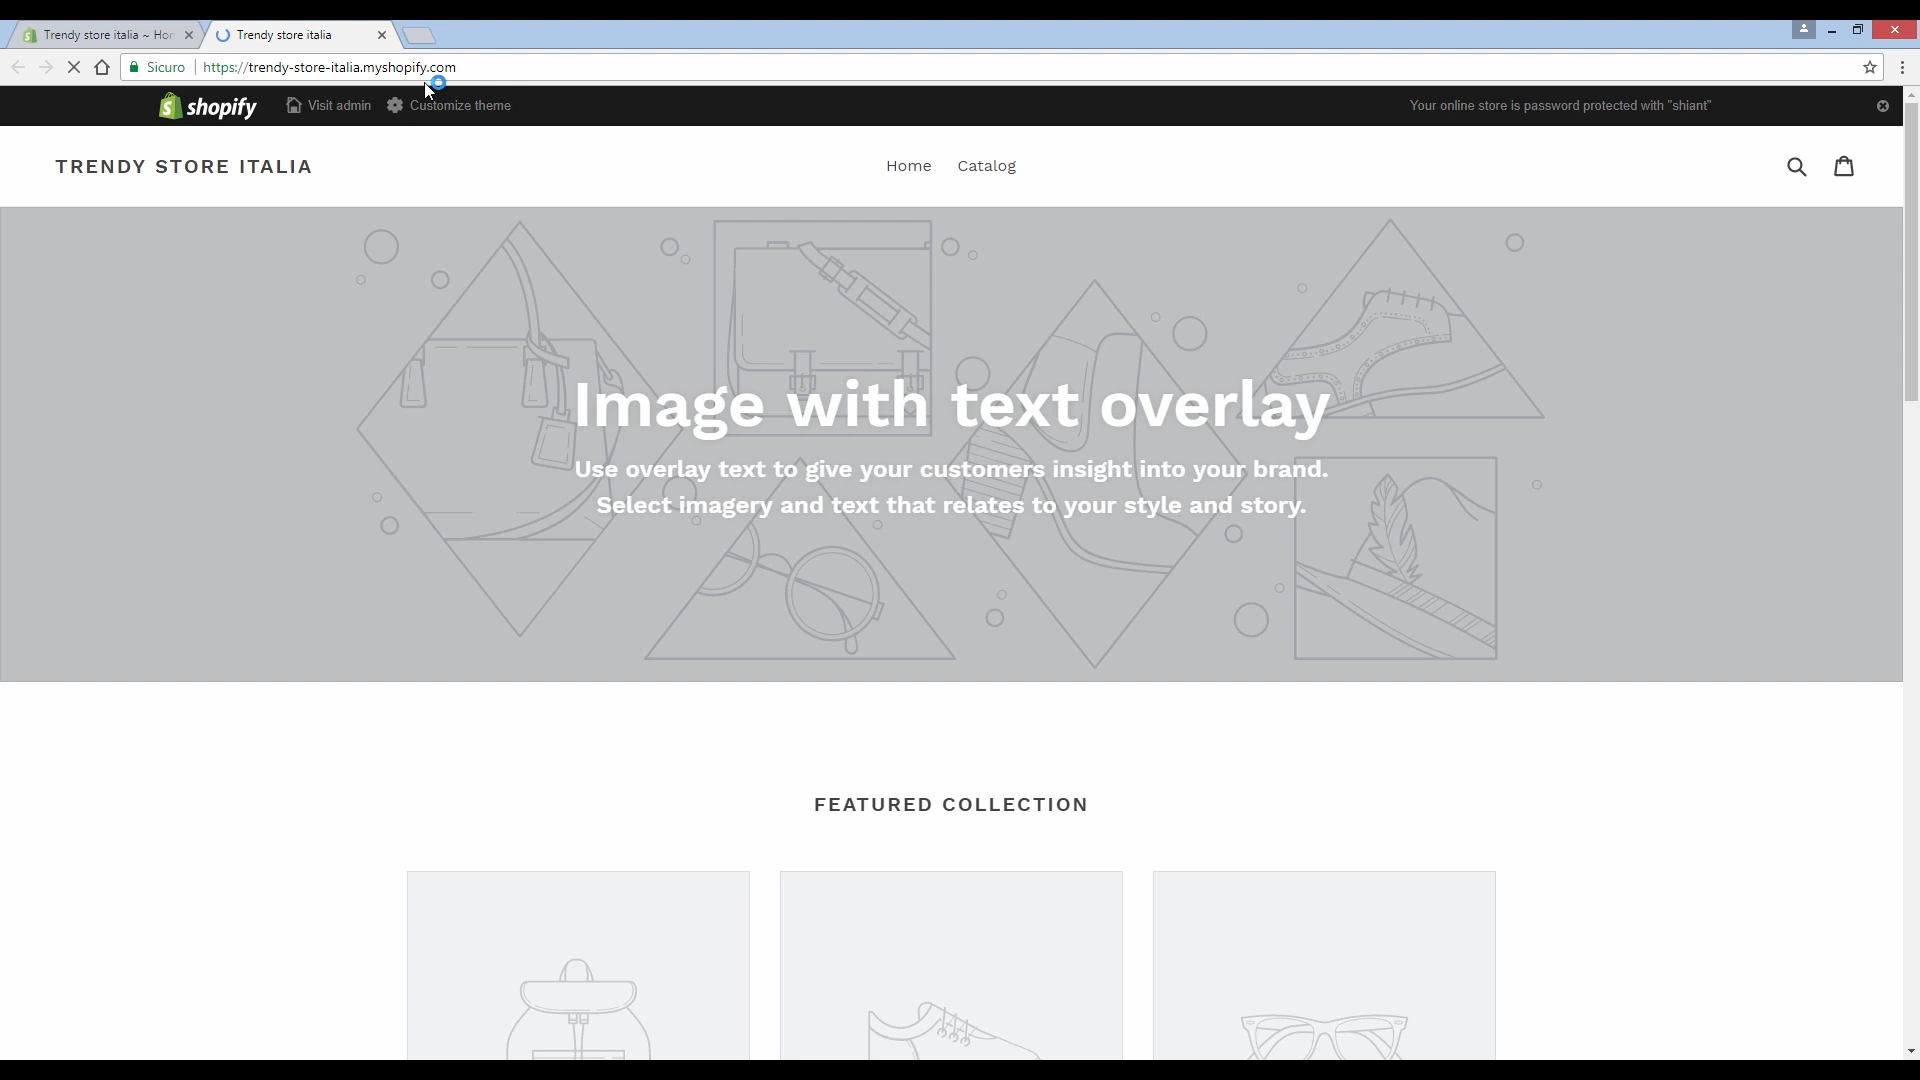 Trendy store italia ~ Hor
Trendy store italia
Sicuro
https://trendy-store-italia.myshopify.com
shopify
Visit admin
Customize theme
Your online store is password protected with "shiant"
TRENDY STORE ITALIA
Home
Catalog
Image with text overlay
Use overlay text to give your customers insight into your brand.
Select imagery and text that relates to your style and story.
FEATURED COLLECTION